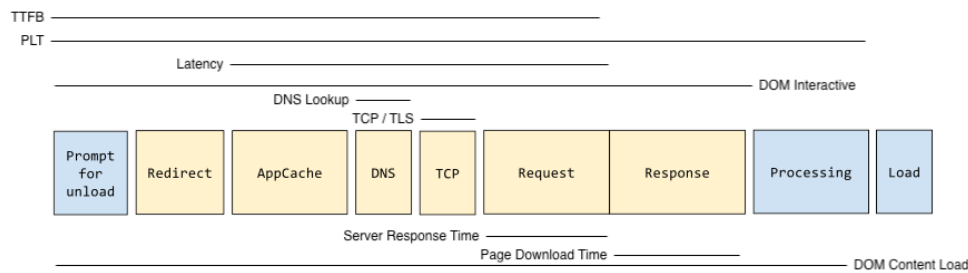 TTFB
PLT
Latency
DOM Interactive
DNS Lookup
TCP / TLS
Prompt
for
unload
Redirect
AppCache
DNS
TCP
Request
Response
Processing
Load
Server Response Time
Page Download Time
DOM Content Load